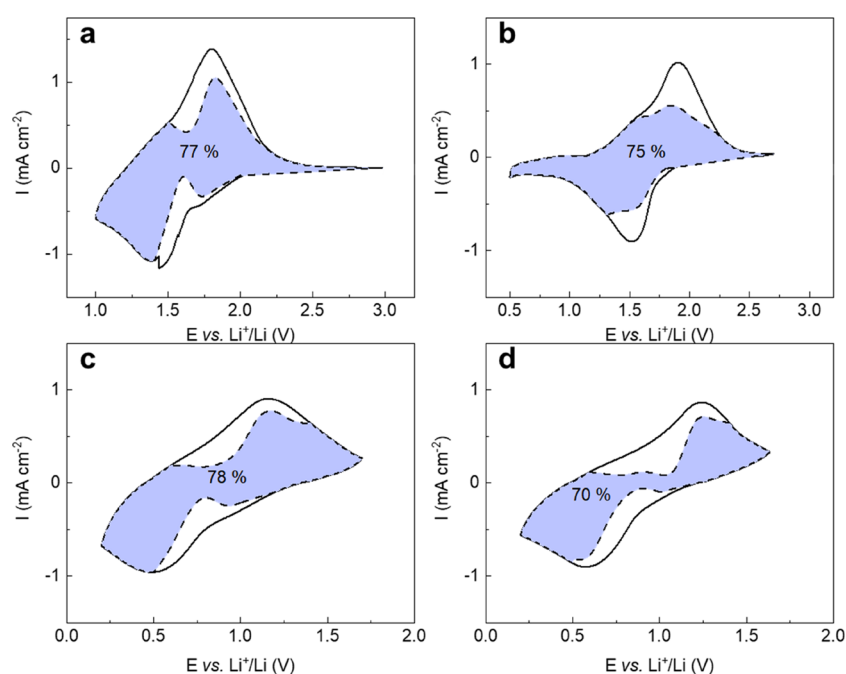 a
I (mA cm⁻²)
1
0
-1
77 %
1.0 1.5 2.0 2.5 3.0
E vs. Li⁺/Li (V)
b
I (mA cm⁻²)
1
0
-1
75 %
0.5 1.0 1.5 2.0 2.5 3.0
E vs. Li⁺/Li (V)
c
I (mA cm⁻²)
1
0
-1
78 %
0.0 0.5 1.0 1.5 2.0
E vs. Li⁺/Li (V)
d
I (mA cm⁻²)
1
0
-1
70 %
0.0 0.5 1.0 1.5 2.0
E vs. Li⁺/Li (V)